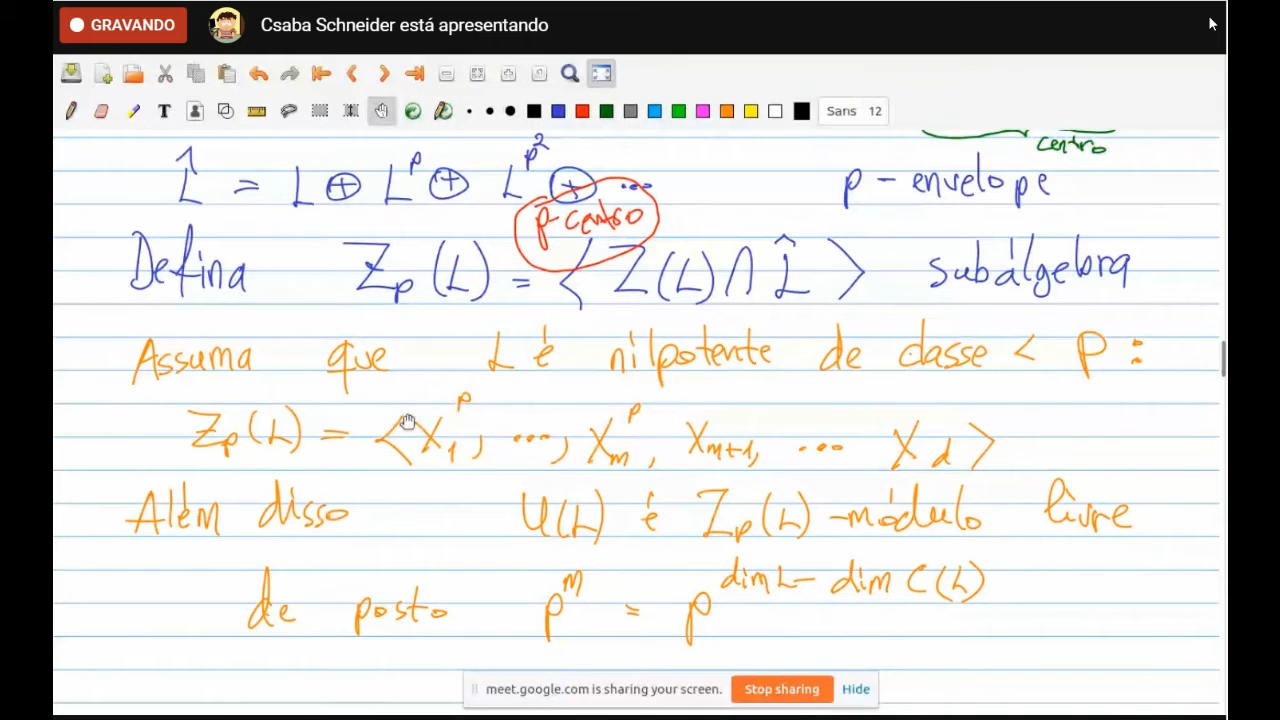 GRAVANDO Csaba Schneider está apresentando
T Sans 12
centro
L̂ = L ⊕ L^p ⊕ L^{p^2} ⊕ ... p-envelope
p-centro
Defina Z_p(L) = < Z(L) ∩ L̂ > subálgebra
Assuma que L é nilpotente de classe < p :
Z_p(L) = < x_1^p, ..., x_m^p, x_{m+1}, ... x_d >
Além disso U(L) é Z_p(L)-módulo livre
de posto p^m = p^{dim L - dim C(L)}
meet.google.com is sharing your screen. Stop sharing Hide